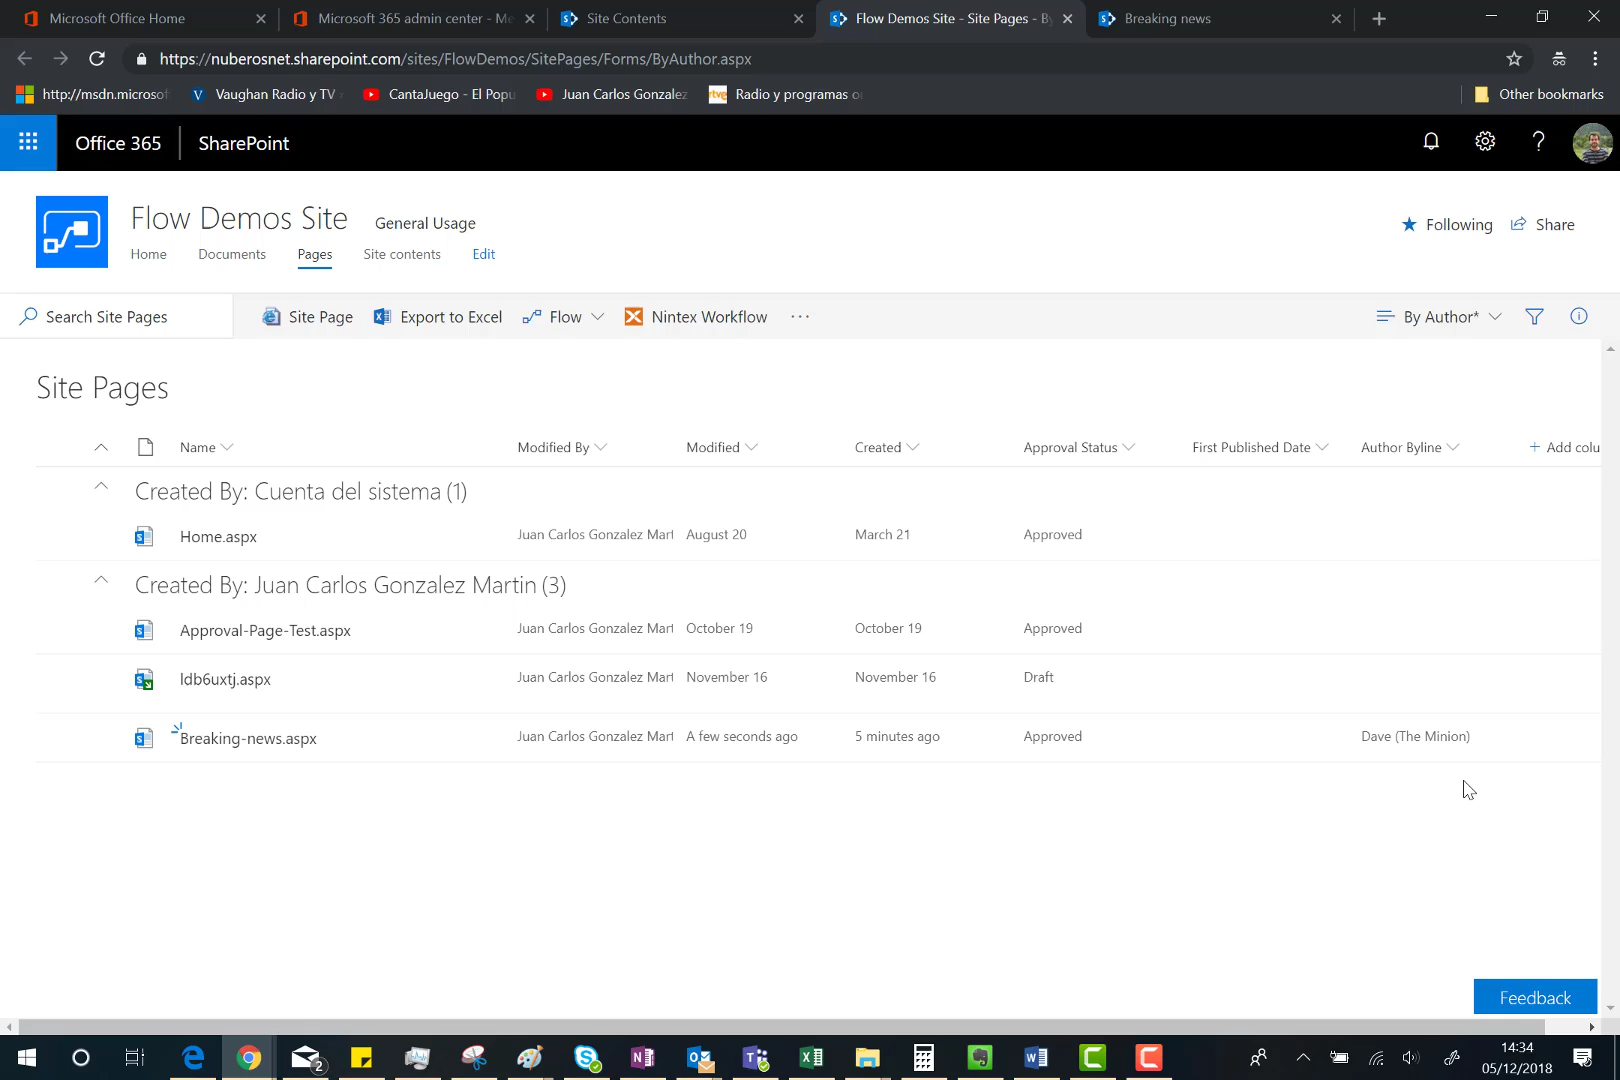 Microsoft Office Home
Microsoft 365 admin center - Me
Site Contents
Flow Demos Site - Site Pages - By
Breaking news
https://nuberosnet.sharepoint.com/sites/FlowDemos/SitePages/Forms/ByAuthor.aspx
http://msdn.microsof
Vaughan Radio y TV
CantaJuego - El Popu
Juan Carlos Gonzalez
Radio y programas o
Other bookmarks
Office 365
SharePoint
Flow Demos Site
General Usage
Following
Share
Home
Documents
Pages
Site contents
Edit
Search Site Pages
Site Page
Export to Excel
Flow
Nintex Workflow
By Author*
Site Pages
Name
Modified By
Modified
Created
Approval Status
First Published Date
Author Byline
+ Add colu
Created By: Cuenta del sistema (1)
Home.aspx
Juan Carlos Gonzalez Mart
August 20
March 21
Approved
Created By: Juan Carlos Gonzalez Martin (3)
Approval-Page-Test.aspx
Juan Carlos Gonzalez Mart
October 19
October 19
Approved
ldb6uxtj.aspx
Juan Carlos Gonzalez Mart
November 16
November 16
Draft
Breaking-news.aspx
Juan Carlos Gonzalez Mart
A few seconds ago
5 minutes ago
Approved
Dave (The Minion)
Feedback
2
14:34
05/12/2018